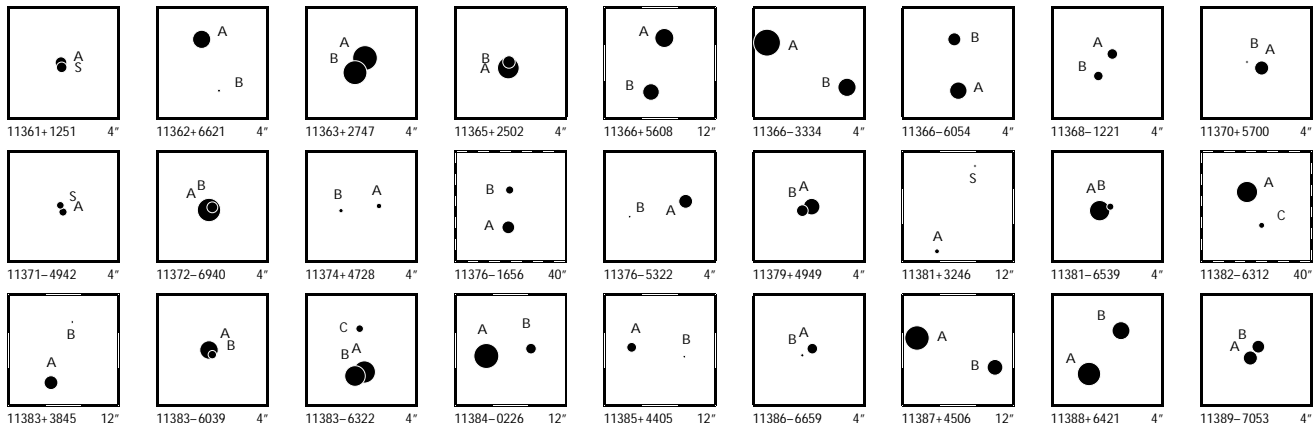 A
S
11361+1251 4″
A
B
11362+6621 4″
A
B
11363+2747 4″
B
A
11365+2502 4″
A
B
11366+5608 12″
A
B
11366−3334 4″
B
A
11366−6054 4″
A
B
11368−1221 4″
B A
11370+5700 4″
S
A
11371−4942 4″
B
A
11372−6940 4″
B A
11374+4728 4″
B
A
11376−1656 40″
B A
11376−5322 4″
A
B
11379+4949 4″
S
A
11381+3246 12″
A B
11381−6539 4″
A
C
11382−6312 40″
B
A
11383+3845 12″
A
B
11383−6039 4″
C
A
B
11383−6322 4″
A B
11384−0226 12″
A
B
11385+4405 12″
A
B
11386−6659 4″
A
B
11387+4506 12″
B
A
11388+6421 4″
B
A
11389−7053 4″